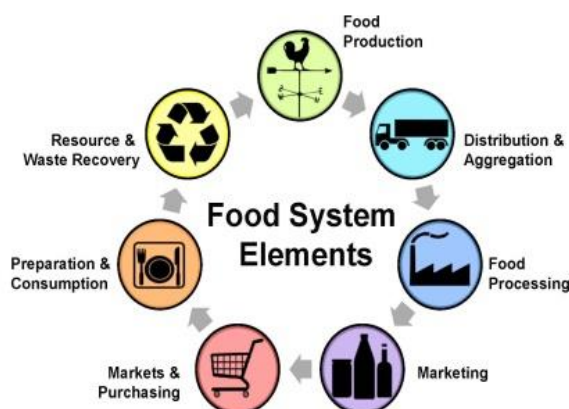 Food
Production
Distribution &
Aggregation
Food
Processing
Marketing
Markets &
Purchasing
Preparation &
Consumption
Resource &
Waste Recovery
Food System
Elements